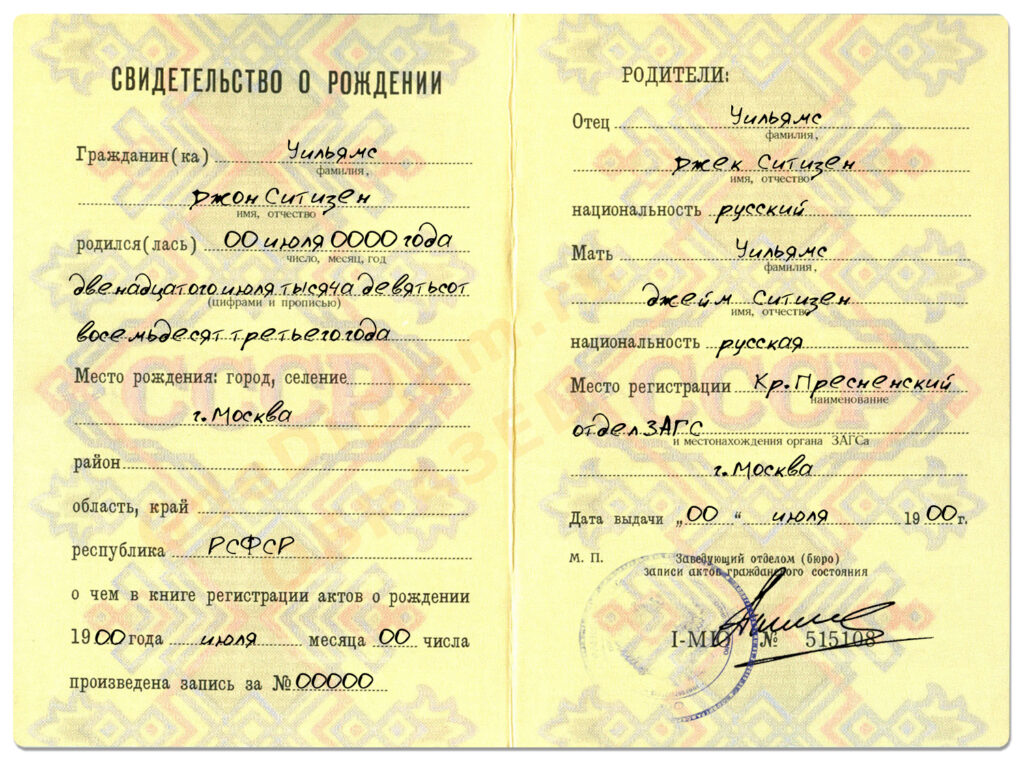 СВИДЕТЕЛЬСТВО О РОЖДЕНИИ
Гражданин(ка) Уильямс
фамилия,
Джон Ситизен
имя, отчество
родился(лась) 00 июля 0000 года
число, месяц, год
двенадцатого июля тысяча девятьсот
(цифрами и прописью)
восемьдесят третьего года
Место рождения: город, селение
г. Москва
район
область, край
республика РСФСР
о чем в книге регистрации актов о рождении
1900 года июля месяца 00 числа
произведена запись за № 00000
РОДИТЕЛИ:
Отец Уильямс
фамилия,
Джек Ситизен
имя, отчество
национальность русский
Мать Уильямс
фамилия,
Джейм Ситизен
имя, отчество
национальность русская
Место регистрации Кр. Пресненский
наименование
отдел ЗАГС
и местонахождения органа ЗАГСа
г. Москва
Дата выдачи „00" июля 1900г.
М. П. Заведующий отделом (бюро)
записи актов гражданского состояния
I-МЮ № 515108
СССР СССР